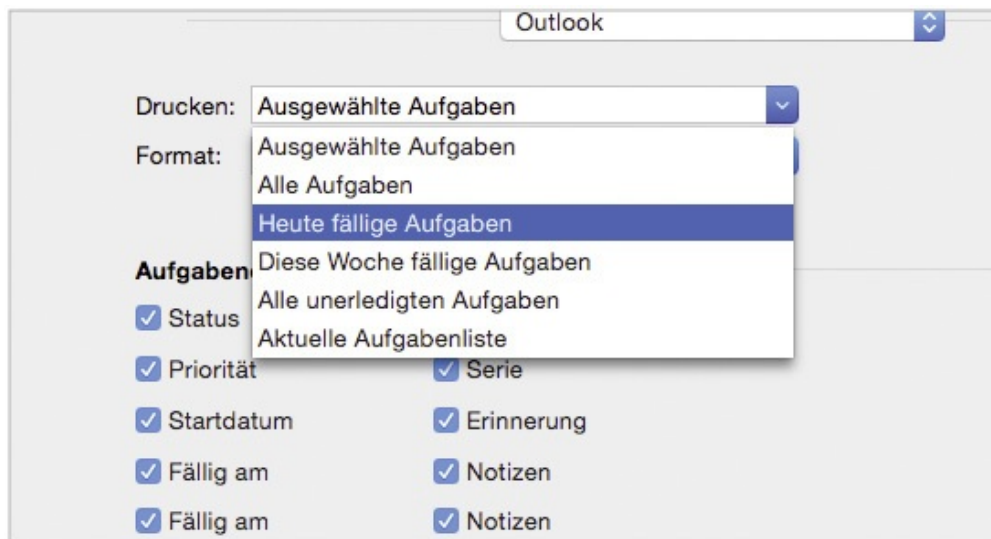 Outlook
Drucken: Ausgewählte Aufgaben
Format: Ausgewählte Aufgaben
Alle Aufgaben
Heute fällige Aufgaben
Diese Woche fällige Aufgaben
Aufgaben
Alle unerledigten Aufgaben
Status
Aktuelle Aufgabenliste
Priorität Serie
Startdatum Erinnerung
Fällig am Notizen
Fällig am Notizen